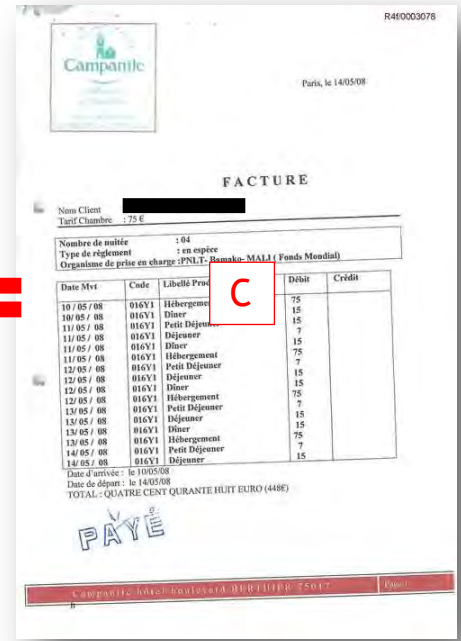 R4f/0003076
Campanile
Paris, le 14/05/08
FACTURE
Nom Client
Tarif Chambre : 75 €
Nombre de nuitée : 04
Type de règlement : en espèce
Organisme de prise en charge :PNLT- Bamako- MALI ( Fonds Mondial)
C
Date Mvt Code Libellé Débit Crédit
10 / 05 / 08 016Y1 Hébergement 75
10/ 05 / 08 016Y1 Dîner 15
11/ 05 / 08 016Y1 Petit Déjeuner 15
11/ 05 / 08 016Y1 Déjeuner 7
11/ 05 / 08 016Y1 Dîner 15
11/ 05 / 08 016Y1 Hébergement 75
12/ 05 / 08 016Y1 Petit Déjeuner 7
12/ 05 / 08 016Y1 Déjeuner 15
12/ 05 / 08 016Y1 Dîner 15
12/ 05 / 08 016Y1 Hébergement 75
13/ 05 / 08 016Y1 Petit Déjeuner 7
13/ 05 / 08 016Y1 Déjeuner 15
13/ 05 / 08 016Y1 Dîner 15
13/ 05 / 08 016Y1 Hébergement 75
14/ 05 / 08 016Y1 Petit Déjeuner 7
14/ 05 / 08 016Y1 Déjeuner 15
Date d'arrivée : le 10/05/08
Date de départ : le 14/05/08
TOTAL : QUATRE CENT QURANTE HUIT EURO (448€)
PAYÉ
Campanile hôtel boulevard BERTHIER 75017